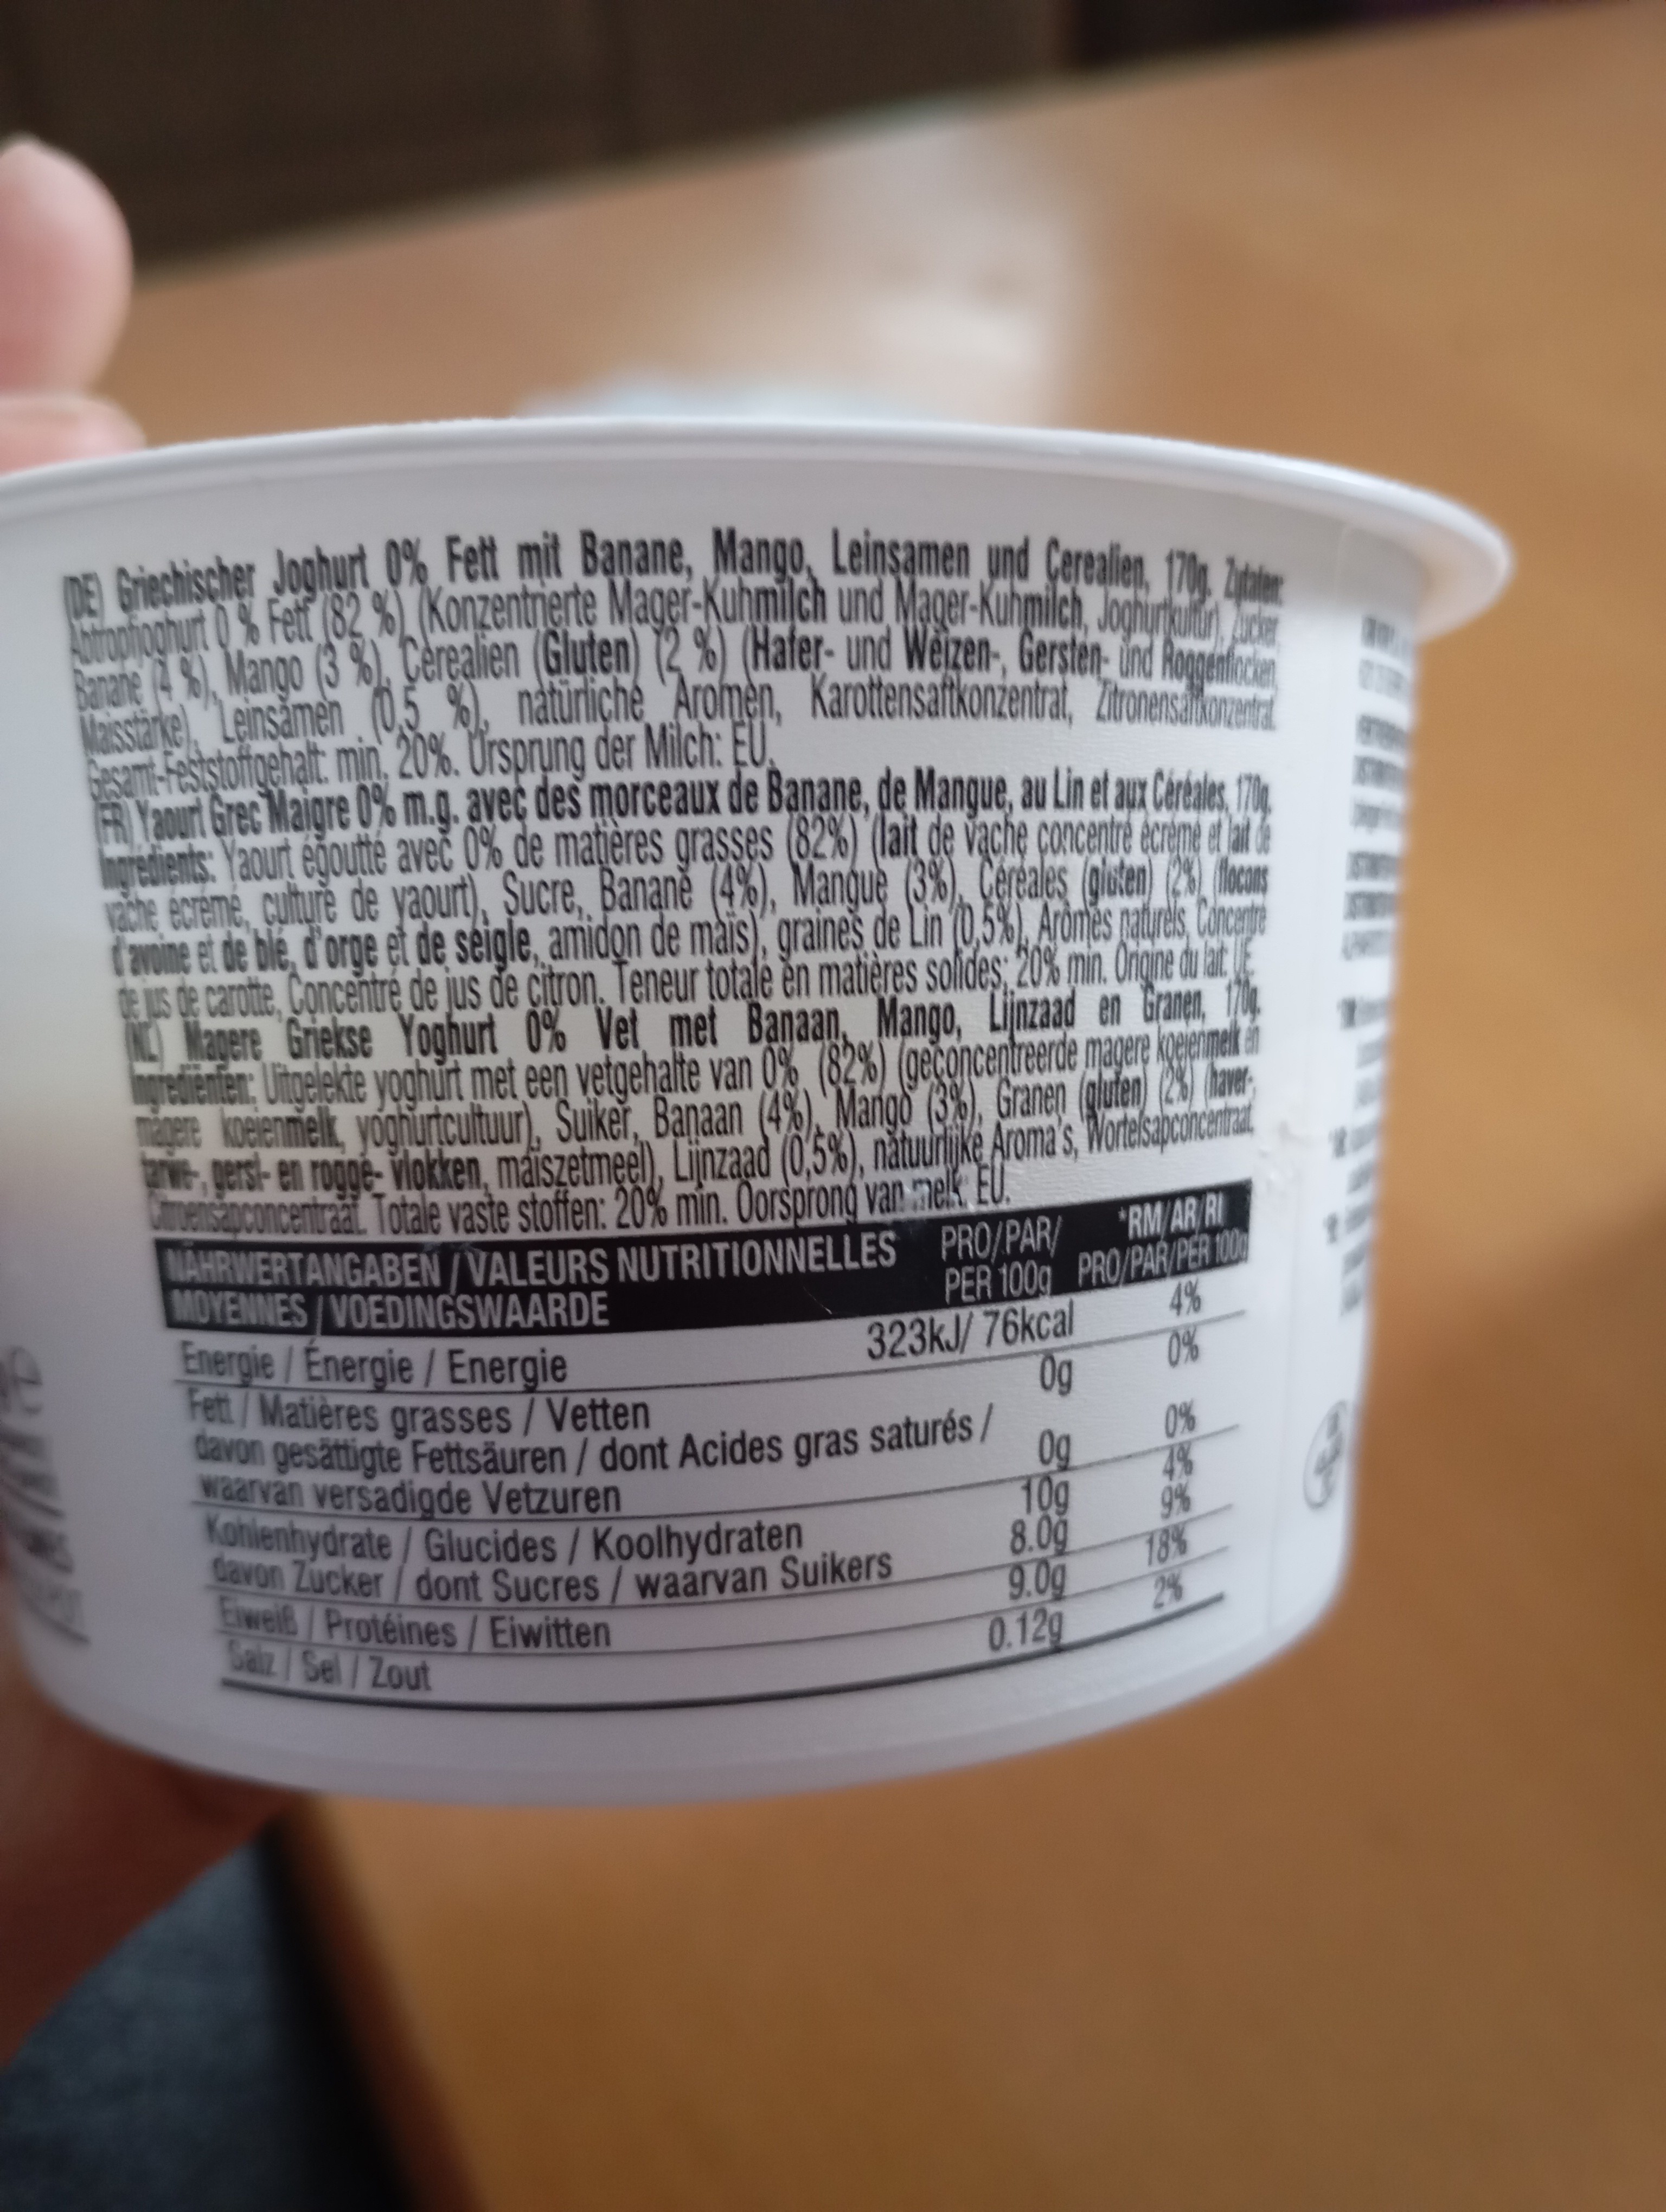 (DE) Griechischer Joghurt 0% Fett mit Banane, Mango, Leinsamen und Cerealien, 170g. Zutaten:
Abtropfjoghurt 0 % Fett (82 %) (Konzentrierte Mager-Kuhmilch und Mager-Kuhmilch, Joghurtkultur), Zucker,
Banane (4 %), Mango (3 %), Cerealien (Gluten) (2 %) (Hafer- und Weizen-, Gersten- und Roggenflocken,
Maisstärke), Leinsamen (0,5 %), natürliche Aromen, Karottensaftkonzentrat, Zitronensaftkonzentrat.
Gesamt-Feststoffgehalt: min. 20%. Ursprung der Milch: EU.
(FR) Yaourt Grec Maigre 0% m.g. avec des morceaux de Banane, de Mangue, au Lin et aux Céréales, 170g.
Ingrédients: Yaourt égoutté avec 0% de matières grasses (82%) (lait de vache concentré écrémé et lait de
vache écrémé, culture de yaourt), Sucre, Banane (4%), Mangue (3%), Céréales (gluten) (2%) (flocons
d'avoine et de blé, d'orge et de seigle, amidon de maïs), graines de Lin (0,5%), Arômes naturels, Concentré
de jus de carotte, Concentré de jus de citron. Teneur totale en matières solides: 20% min. Origine du lait: UE.
(NL) Magere Griekse Yoghurt 0% Vet met Banaan, Mango, Lijnzaad en Granen, 170g.
Ingrediënten: Uitgelekte yoghurt met een vetgehalte van 0% (82%) (geconcentreerde magere koeienmelk en
magere koeienmelk, yoghurtcultuur), Suiker, Banaan (4%), Mango (3%), Granen (gluten) (2%) (haver-,
tarwe-, gerst- en rogge- vlokken, maïszetmeel), Lijnzaad (0,5%), natuurlijke Aroma's, Wortelsapconcentraat,
Citroensapconcentraat. Totale vaste stoffen: 20% min. Oorsprong van melk: EU.
NÄHRWERTANGABEN / VALEURS NUTRITIONNELLES PRO/PAR/ *RM/AR/RI
MOYENNES / VOEDINGSWAARDE PER 100g PRO/PAR/PER 100g
Energie / Énergie / Energie 323kJ/ 76kcal 4%
Fett / Matières grasses / Vetten 0g 0%
davon gesättigte Fettsäuren / dont Acides gras saturés /
waarvan versadigde Vetzuren 0g 0%
Kohlenhydrate / Glucides / Koolhydraten 10g 4%
davon Zucker / dont Sucres / waarvan Suikers 8.0g 9%
Eiweiß / Protéines / Eiwitten 9.0g 18%
Salz / Sel / Zout 0.12g 2%